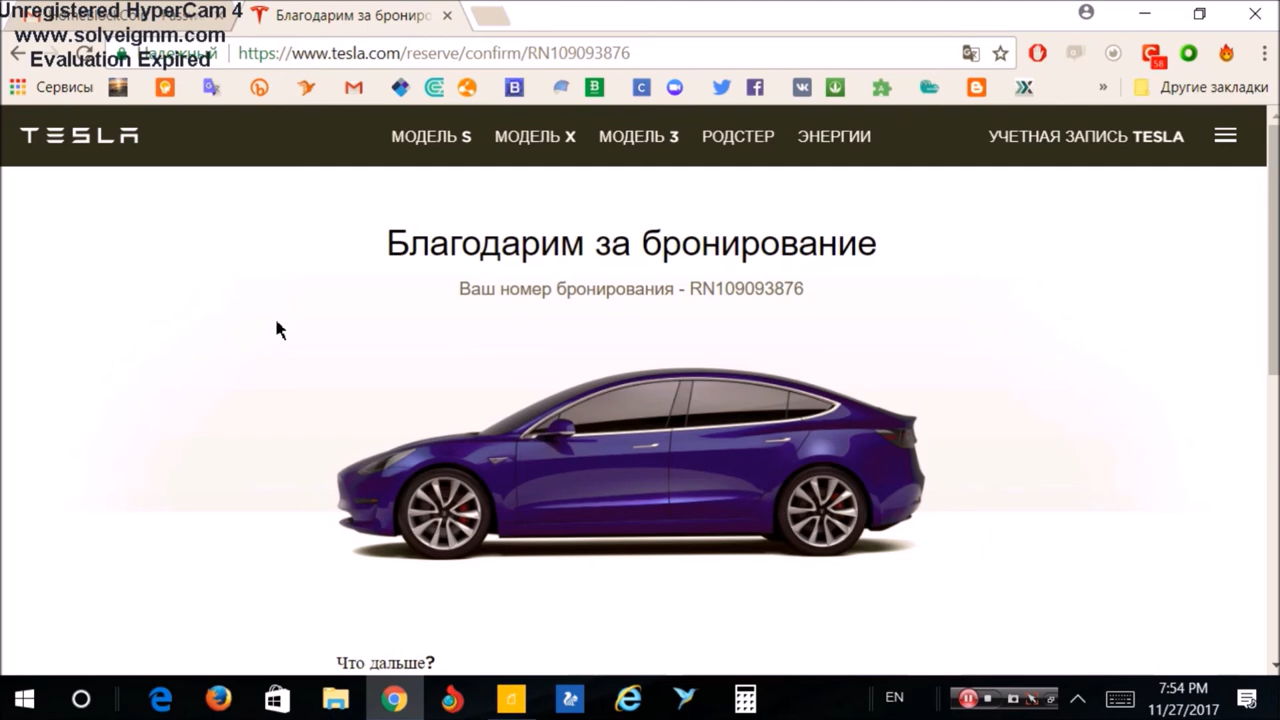 Unregistered HyperCam 4
www.solveigmm.com
Evaluation Expired
Благодарим за брониро
https://www.tesla.com/reserve/confirm/RN109093876
Сервисы
58
»
Другие закладки
TESLA
МОДЕЛЬ S
МОДЕЛЬ X
МОДЕЛЬ 3
РОДСТЕР
ЭНЕРГИИ
УЧЕТНАЯ ЗАПИСЬ TESLA
Благодарим за бронирование
Ваш номер бронирования - RN109093876
Что дальше?
EN
7:54 PM
11/27/2017